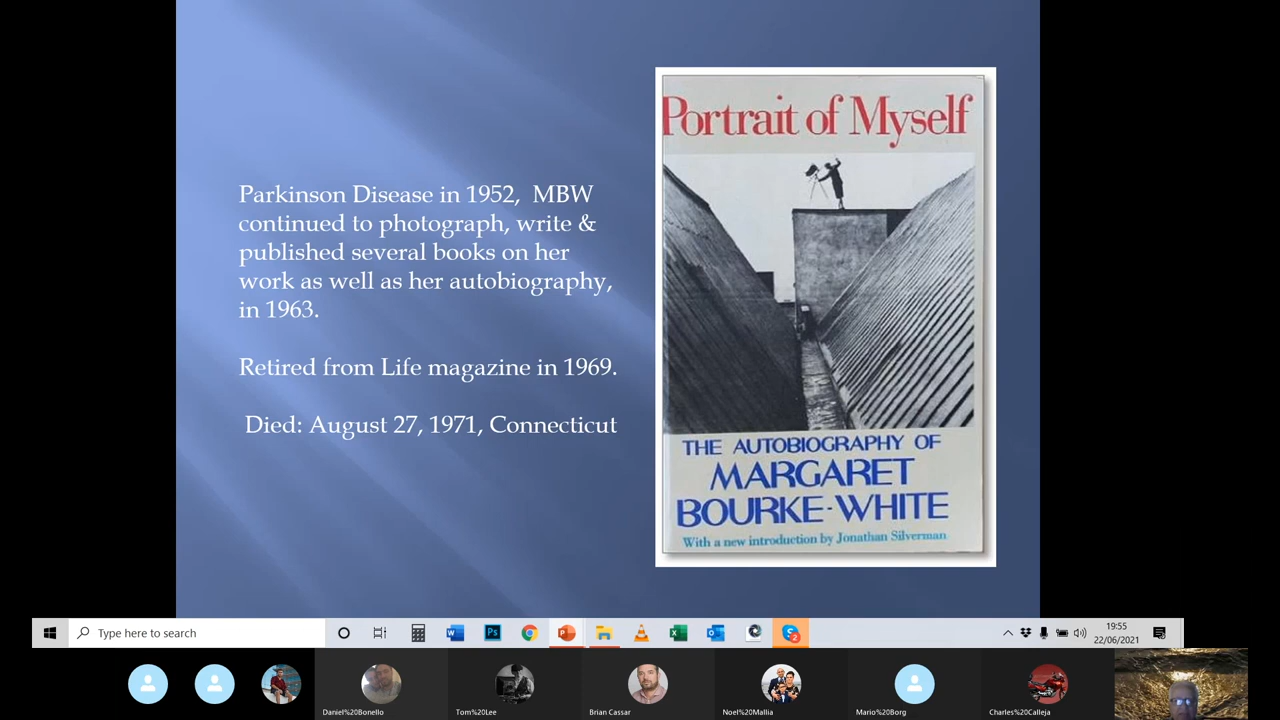 Parkinson Disease in 1952, MBW
continued to photograph, write &
published several books on her
work as well as her autobiography,
in 1963.
Retired from Life magazine in 1969.
Died: August 27, 1971, Connecticut
Portrait of Myself
THE AUTOBIOGRAPHY OF
MARGARET
BOURKE-WHITE
With a new introduction by Jonathan Silverman
Type here to search
19:55
22/06/2021
Daniel%20Bonello
Tom%20Lee
Brian Cassar
Noel%20Mallia
Mario%20Borg
Charles%20Calleja